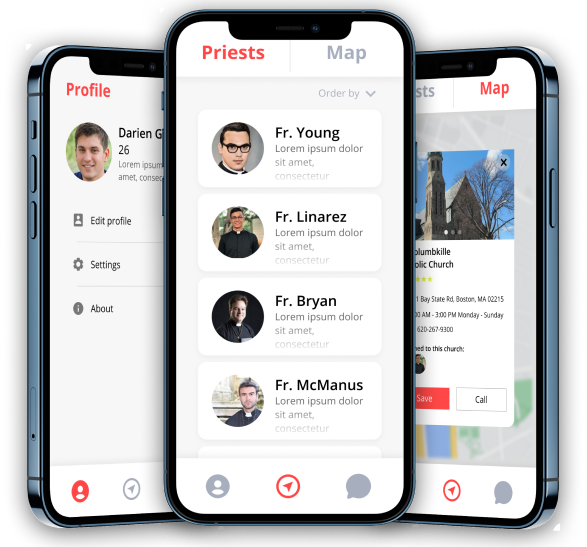 Profile
Darien G
26
Lorem ipsum
amet, consec
Edit profile
Settings
About
Priests
Map
Order by
Fr. Young
Lorem ipsum dolor
sit amet,
consectetur
Fr. Linarez
Lorem ipsum dolor
sit amet,
consectetur
Fr. Bryan
Lorem ipsum dolor
sit amet,
consectetur
Fr. McManus
Lorem ipsum dolor
sit amet,
consectetur
sts
Map
X
lumbkille
olic Church
1 Bay State Rd, Boston, MA 02215
00 AM - 3:00 PM Monday - Sunday
620-267-9300
ned to this church:
Save
Call